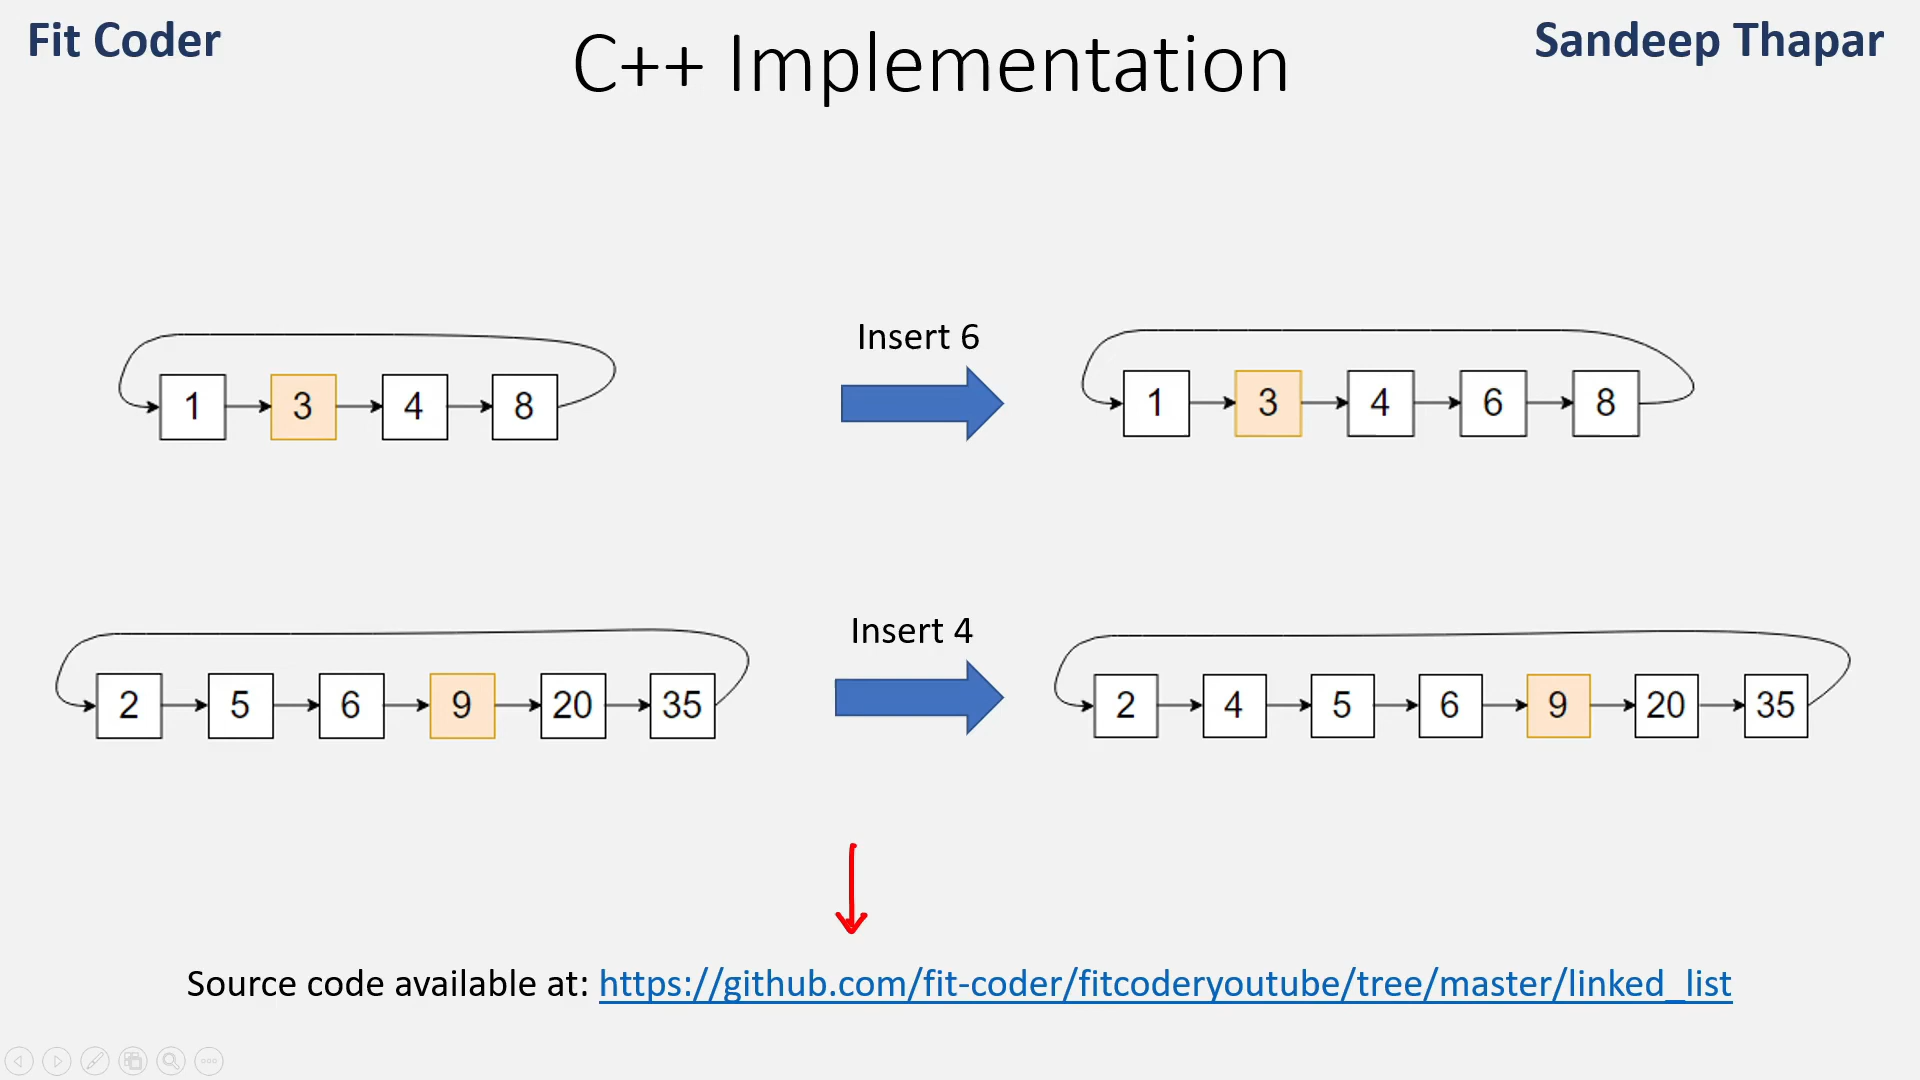 Fit Coder
C++ Implementation
Sandeep Thapar
Insert 6
1 3 4 8
1 3 4 6 8
Insert 4
2 5 6 9 20 35
2 4 5 6 9 20 35
Source code available at: https://github.com/fit-coder/fitcoderyoutube/tree/master/linked_list